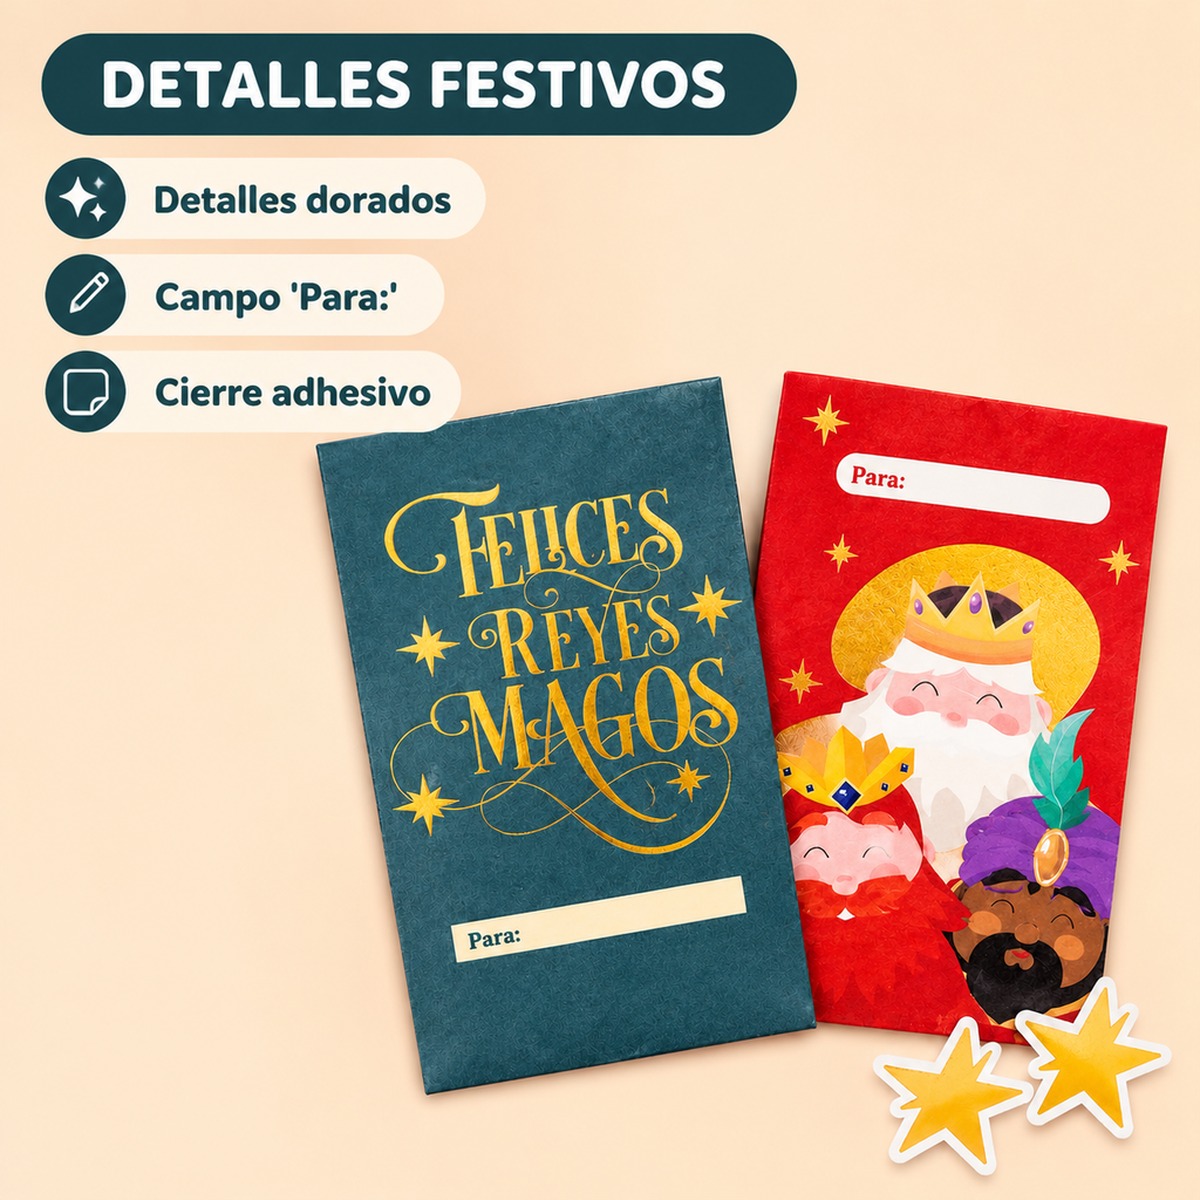 DETALLES FESTIVOS
Detalles dorados
Campo 'Para:'
Cierre adhesivo
FELICES
REYES
MAGOS
Para:
Para: